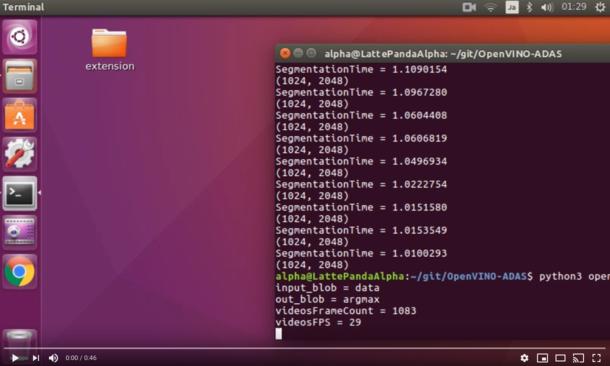 Terminal
Ja
01:29
extension
alpha@LattePandaAlpha: ~/git/OpenVINO-ADAS
SegmentationTime = 1.1090154
(1024, 2048)
SegmentationTime = 1.0967280
(1024, 2048)
SegmentationTime = 1.0604408
(1024, 2048)
SegmentationTime = 1.0606819
(1024, 2048)
SegmentationTime = 1.0496934
(1024, 2048)
SegmentationTime = 1.0222754
(1024, 2048)
SegmentationTime = 1.0151580
(1024, 2048)
SegmentationTime = 1.0153549
(1024, 2048)
SegmentationTime = 1.0100293
(1024, 2048)
alpha@LattePandaAlpha:~/git/OpenVINO-ADAS$ python3 open
input_blob = data
out_blob = argmax
videosFrameCount = 1083
videosFPS = 29
0:00 / 0:46